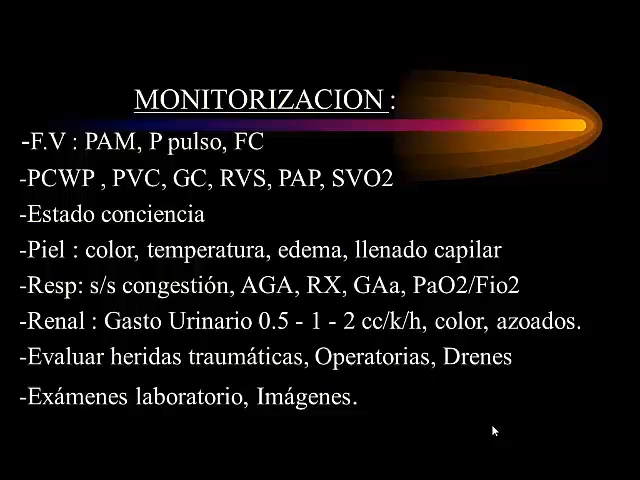 MONITORIZACION :
-F.V : PAM, P pulso, FC
-PCWP , PVC, GC, RVS, PAP, SVO2
-Estado conciencia
-Piel : color, temperatura, edema, llenado capilar
-Resp: s/s congestión, AGA, RX, GAa, PaO2/Fio2
-Renal : Gasto Urinario 0.5 - 1 - 2 cc/k/h, color, azoados.
-Evaluar heridas traumáticas, Operatorias, Drenes
-Exámenes laboratorio, Imágenes.